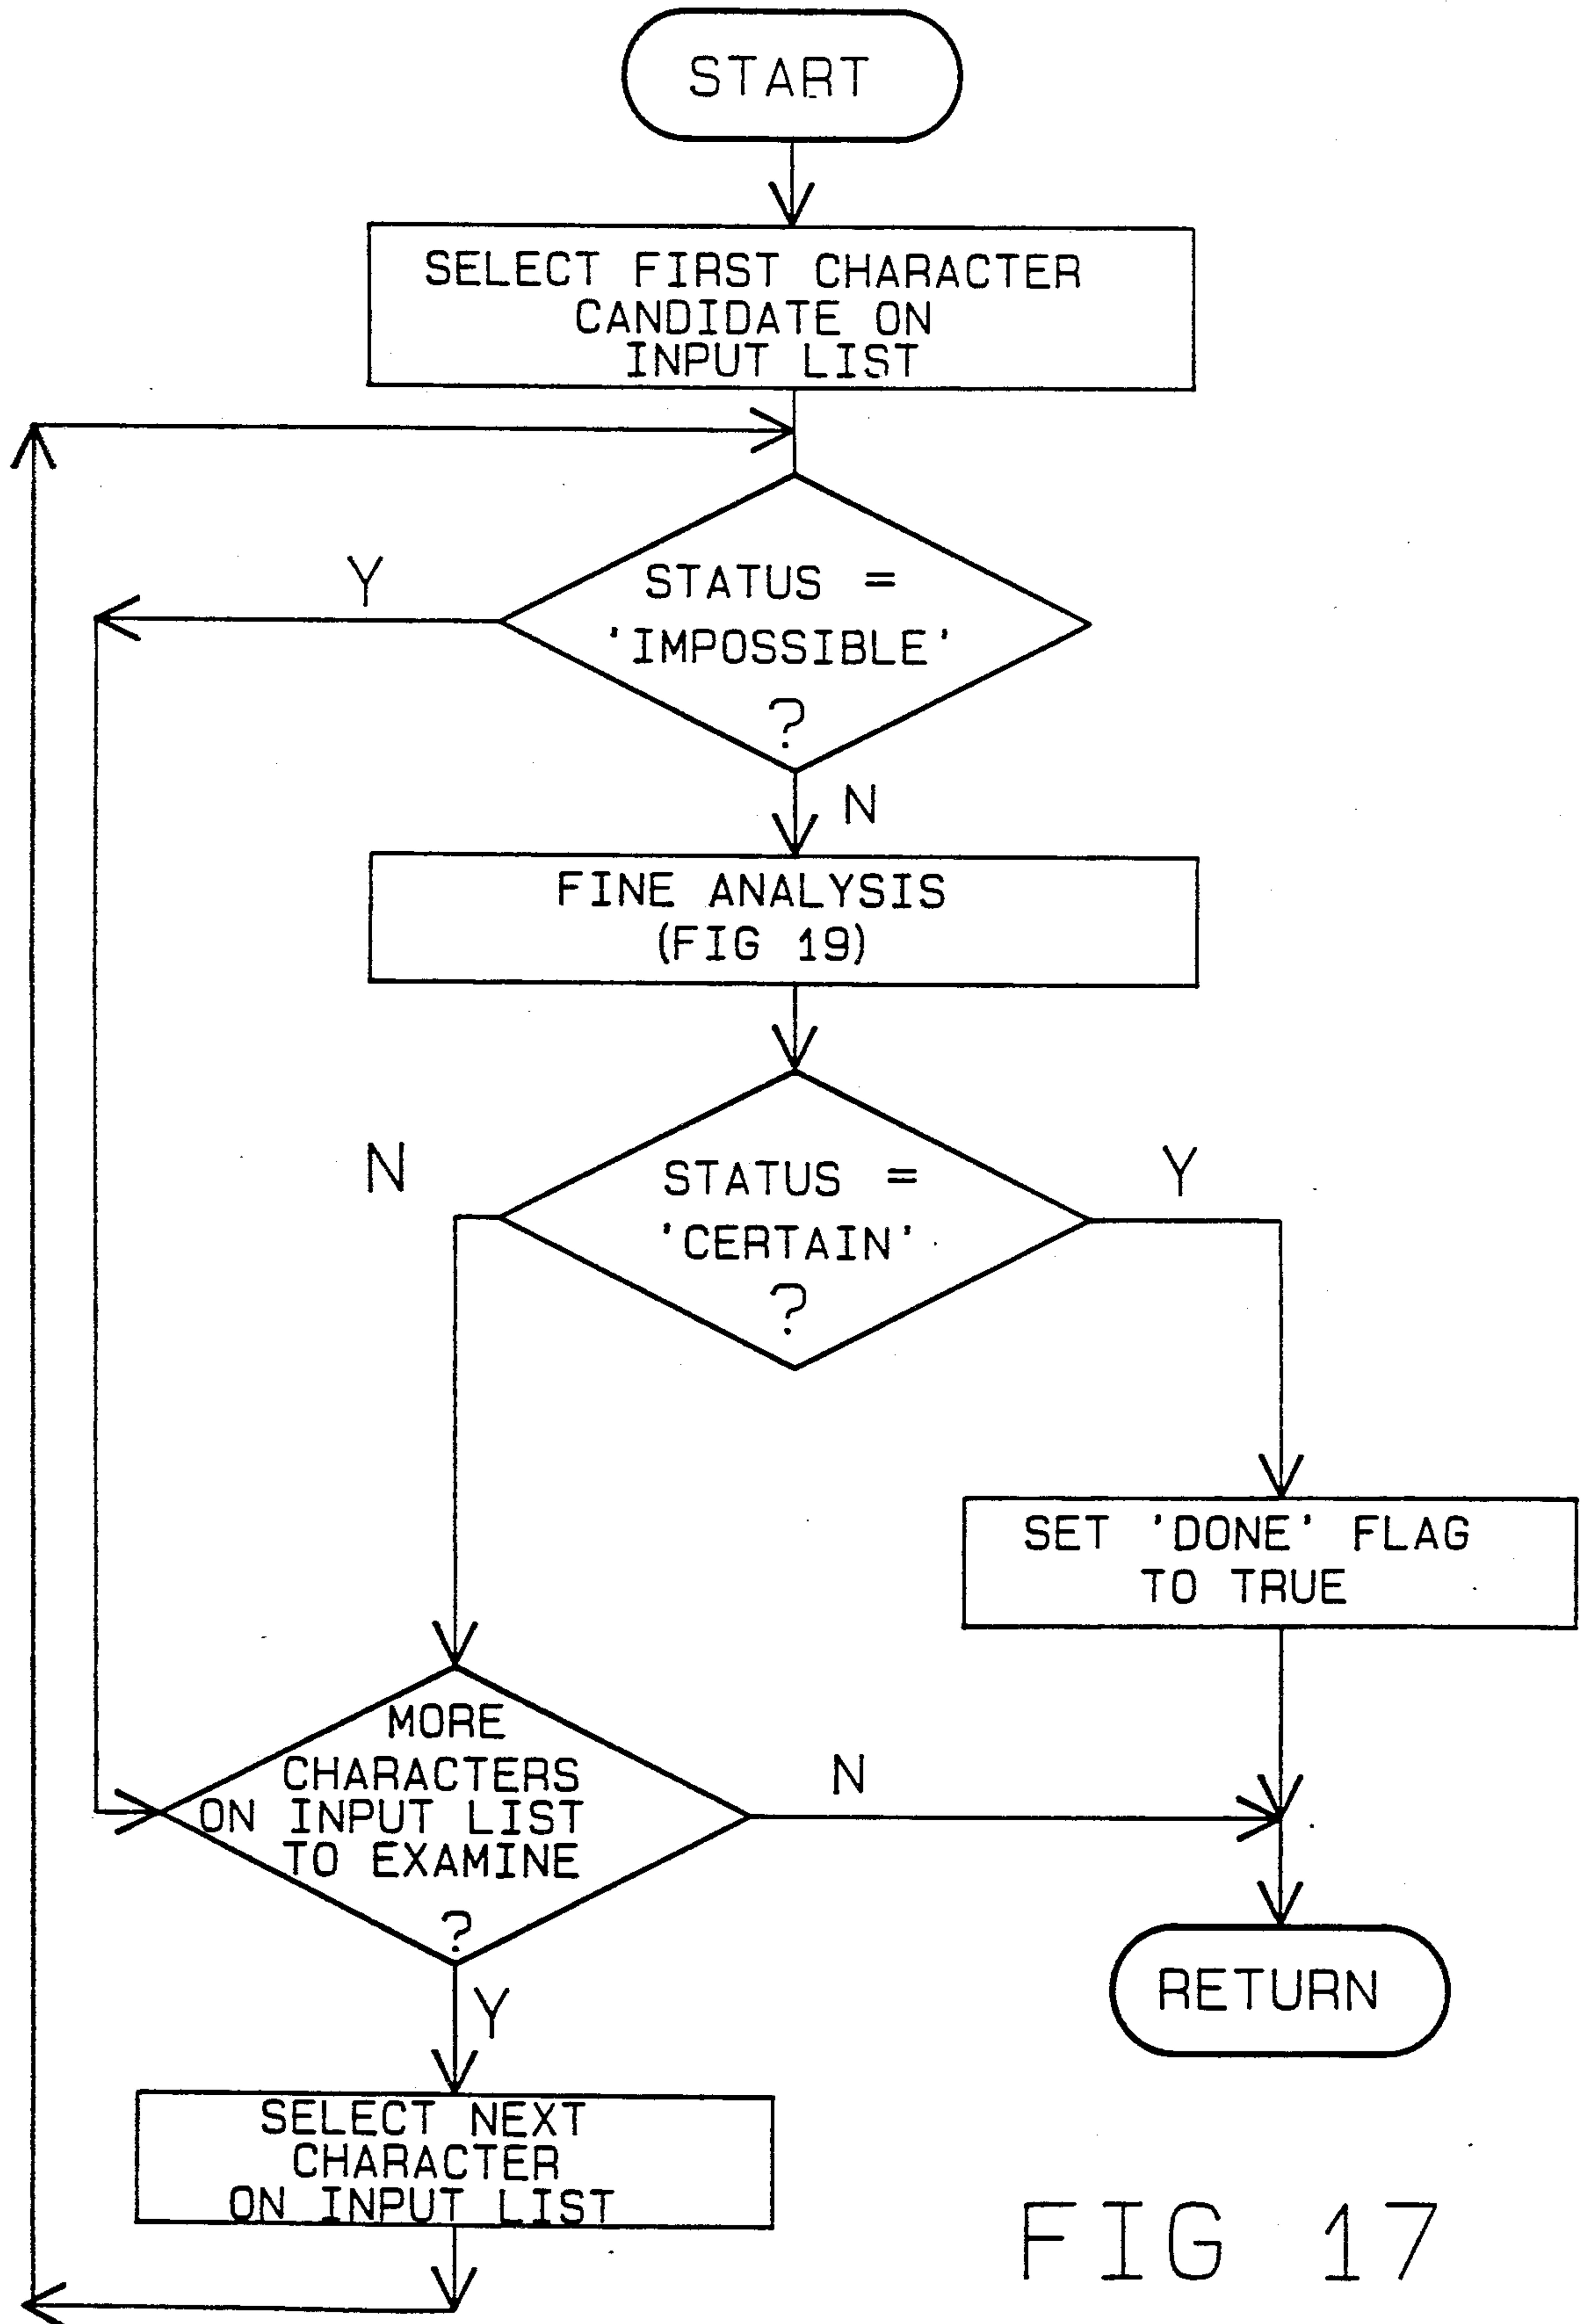 START
SELECT FIRST CHARACTER
CANDIDATE ON
INPUT LIST
Y
STATUS =
'IMPOSSIBLE'
?
N
FINE ANALYSIS
(FIG 19)
N
STATUS =
'CERTAIN'
?
Y
SET 'DONE' FLAG
TO TRUE
MORE
CHARACTERS
ON INPUT LIST
TO EXAMINE
?
N
Y
RETURN
SELECT NEXT
CHARACTER
ON INPUT LIST
FIG 17